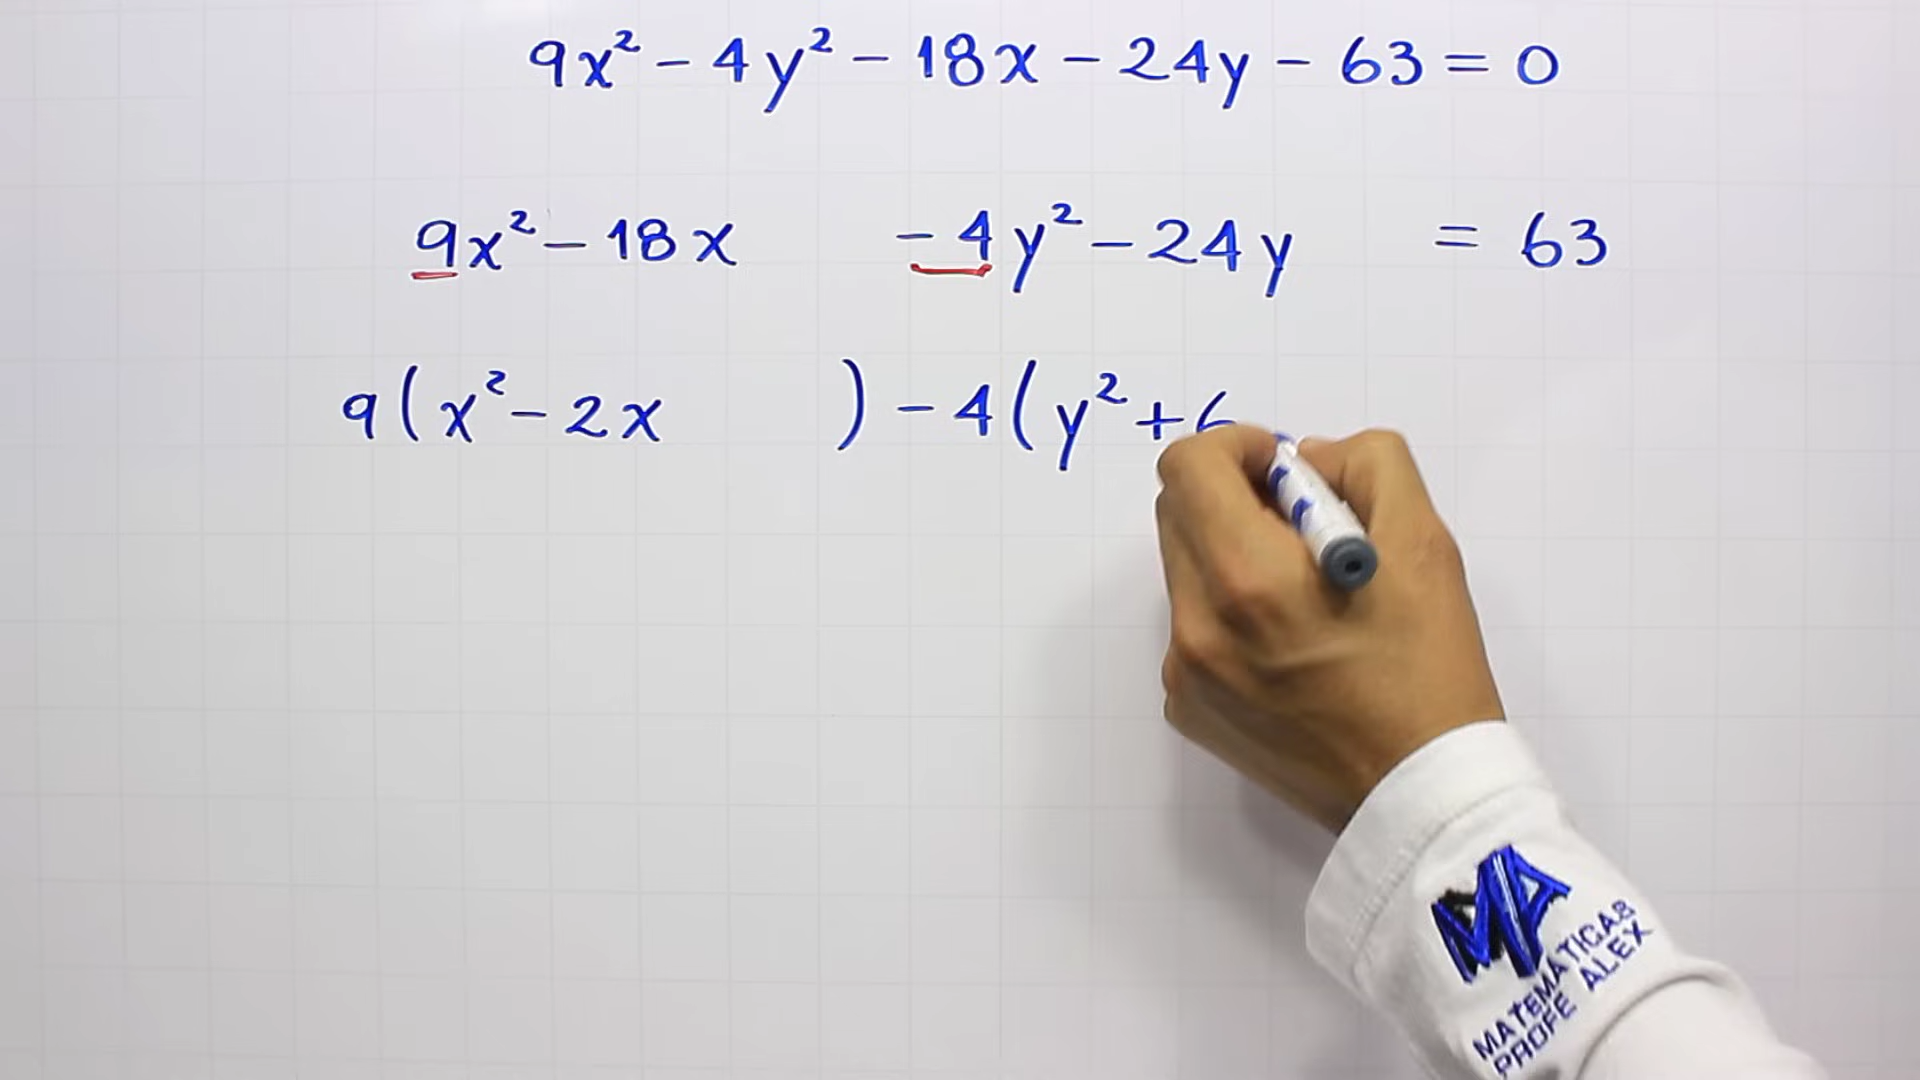 9x² - 4y² - 18x - 24y - 63 = 0
9x² - 18x - 4y² - 24y = 63
9(x² - 2x ) - 4(y² + 6
MA
MATEMÁTICAS
PROFE ALEX